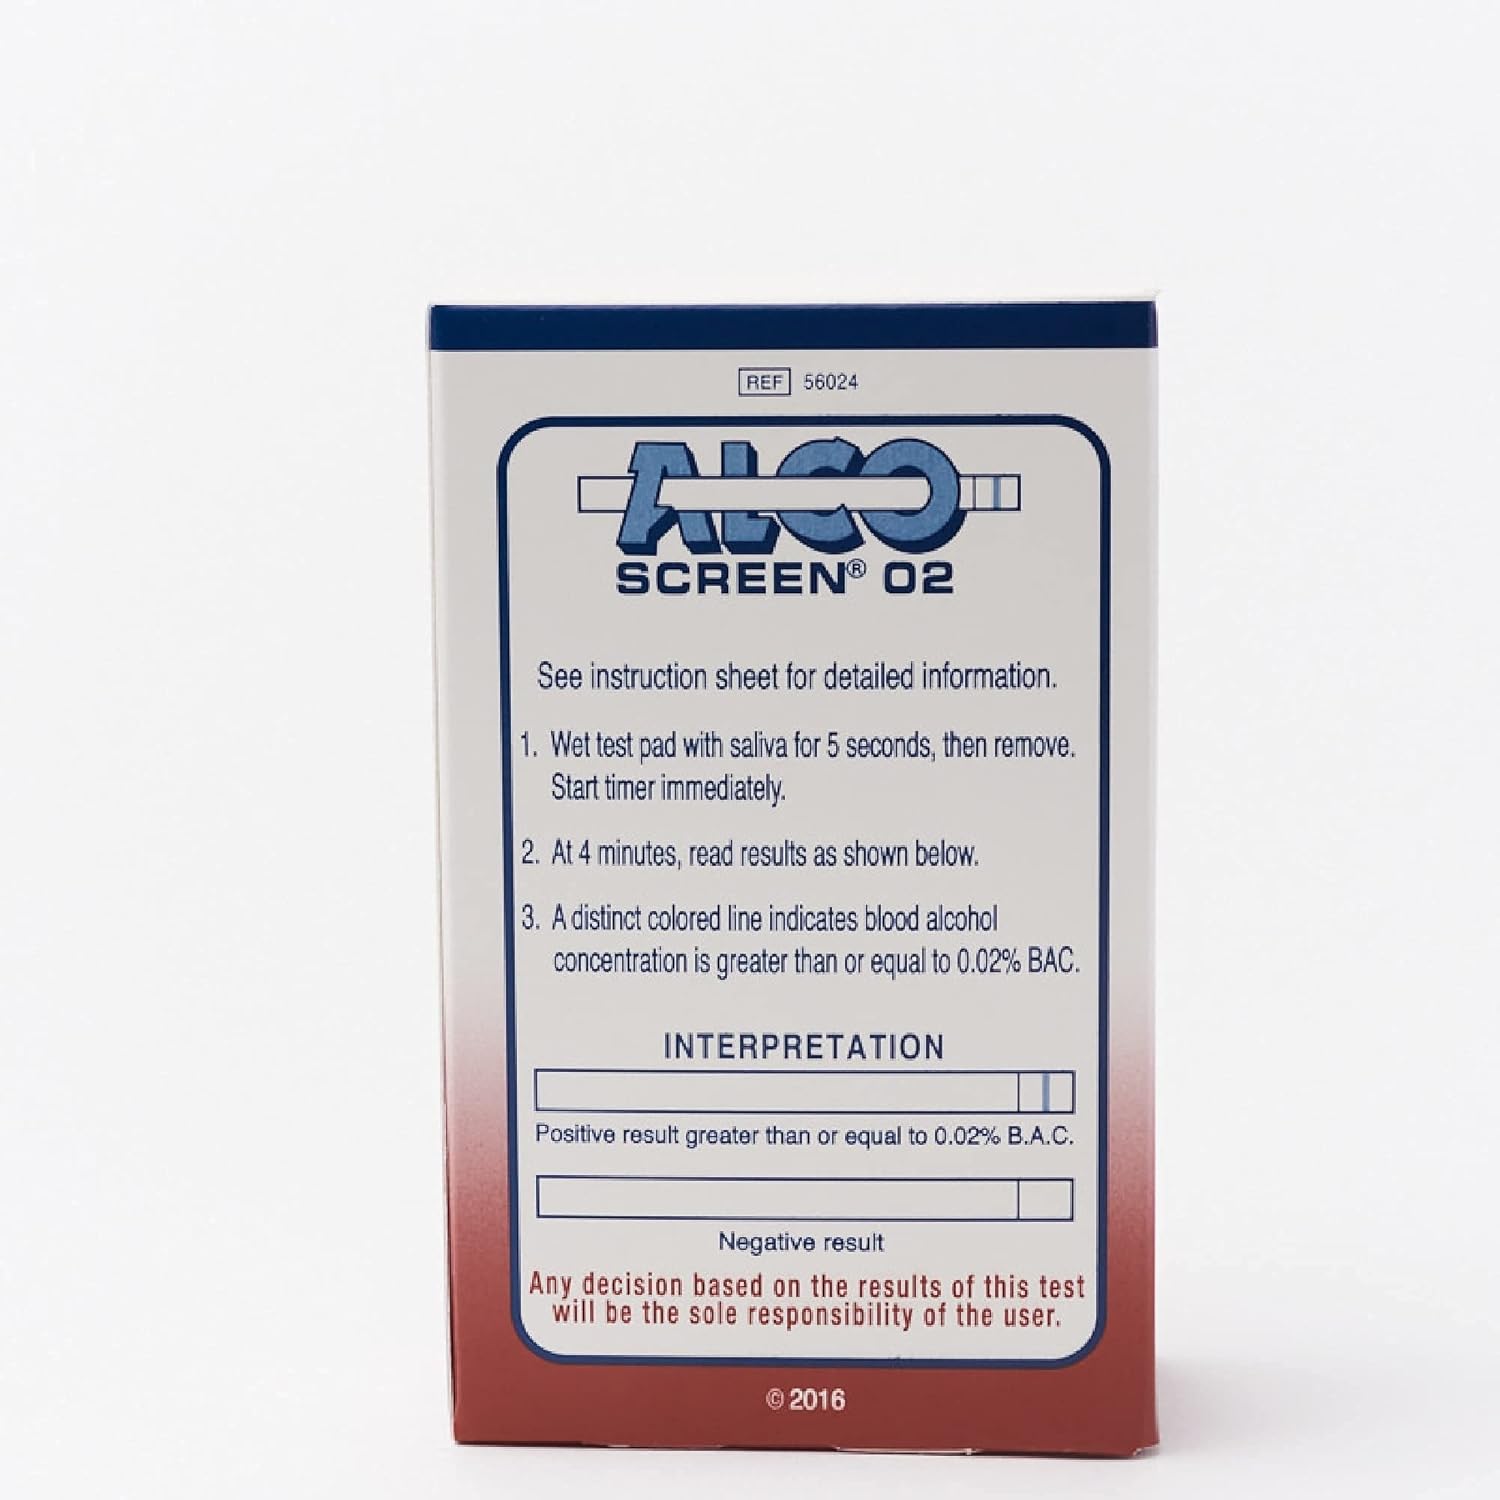 REF 56024
ALCO
SCREEN® 02
See instruction sheet for detailed information.
1. Wet test pad with saliva for 5 seconds, then remove.
Start timer immediately.
2. At 4 minutes, read results as shown below.
3. A distinct colored line indicates blood alcohol
concentration is greater than or equal to 0.02% BAC.
INTERPRETATION
Positive result greater than or equal to 0.02% B.A.C.
Negative result
Any decision based on the results of this test
will be the sole responsibility of the user.
© 2016